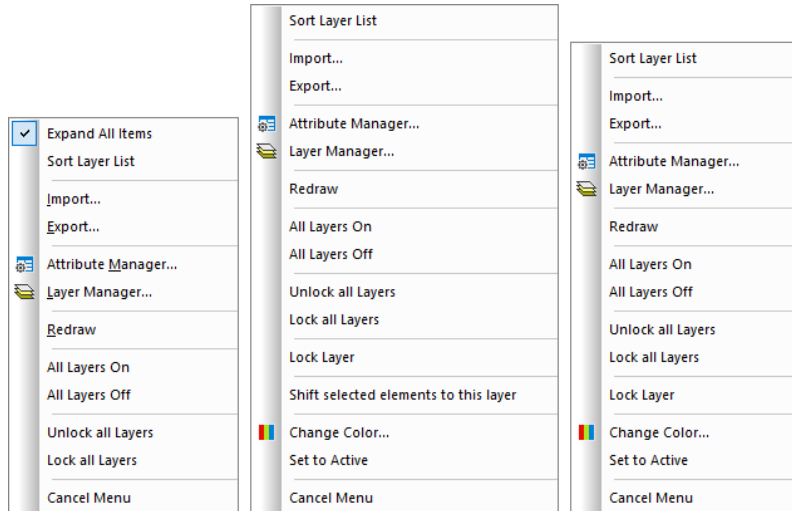 Expand All Items
Sort Layer List
Import...
Export...
Attribute Manager...
Layer Manager...
Redraw
All Layers On
All Layers Off
Unlock all Layers
Lock all Layers
Cancel Menu
Sort Layer List
Import...
Export...
Attribute Manager...
Layer Manager...
Redraw
All Layers On
All Layers Off
Unlock all Layers
Lock all Layers
Lock Layer
Shift selected elements to this layer
Change Color...
Set to Active
Cancel Menu
Sort Layer List
Import...
Export...
Attribute Manager...
Layer Manager...
Redraw
All Layers On
All Layers Off
Unlock all Layers
Lock all Layers
Lock Layer
Change Color...
Set to Active
Cancel Menu